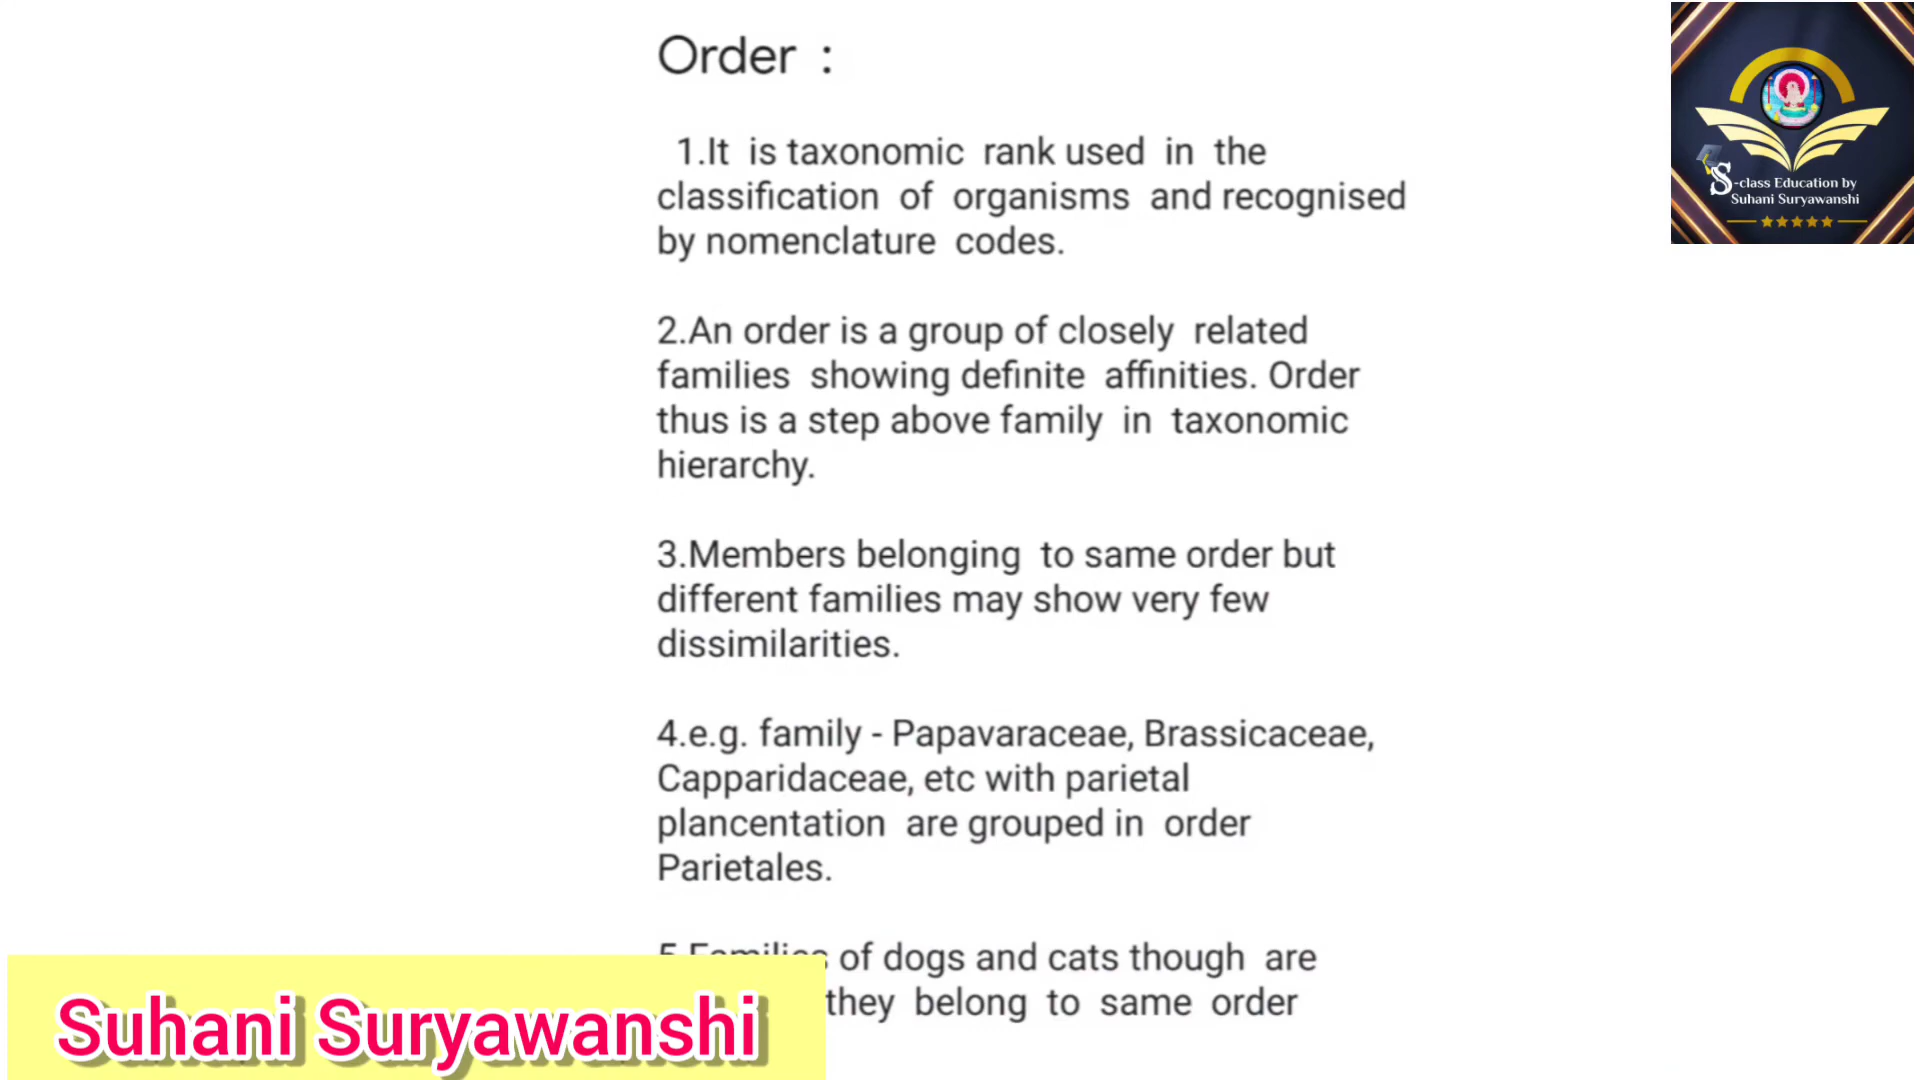 Order :
1.It is taxonomic rank used in the
classification of organisms and recognised
by nomenclature codes.
2.An order is a group of closely related
families showing definite affinities. Order
thus is a step above family in taxonomic
hierarchy.
3.Members belonging to same order but
different families may show very few
dissimilarities.
4.e.g. family - Papavaraceae, Brassicaceae,
Capparidaceae, etc with parietal
plancentation are grouped in order
Parietales.
5.Families of dogs and cats though are
they belong to same order
S-class Education by
Suhani Suryawanshi
Suhani Suryawanshi